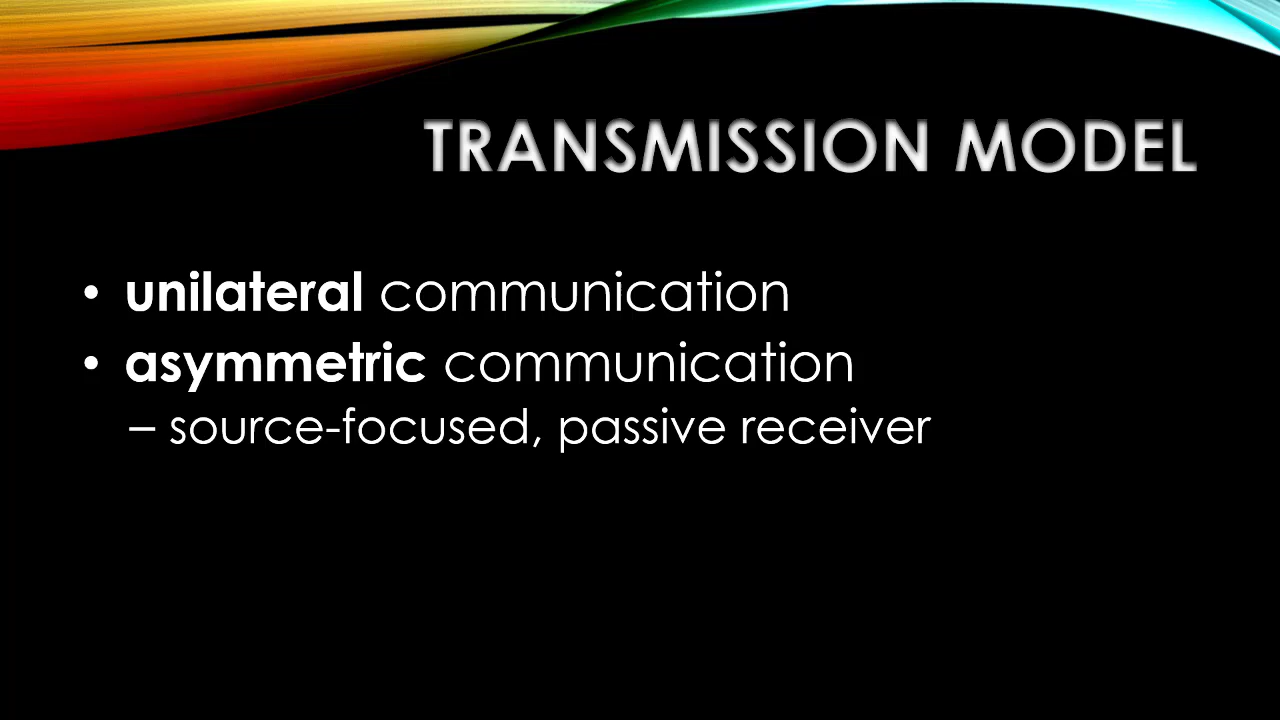 TRANSMISSION MODEL
• unilateral communication
• asymmetric communication
– source-focused, passive receiver